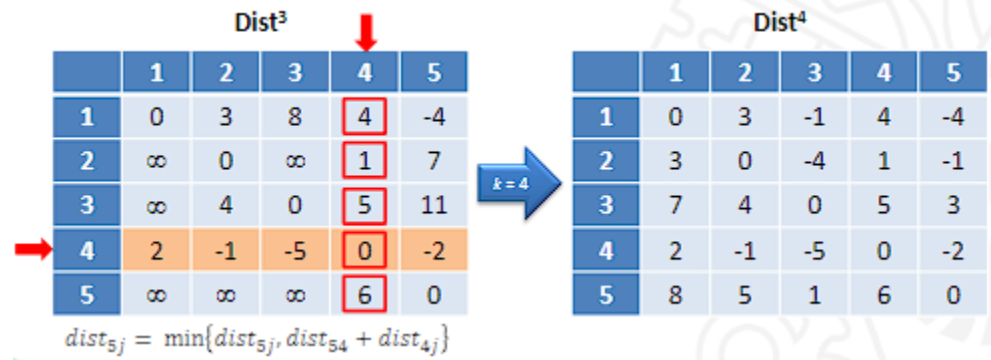 Dist³
Dist⁴
1 2 3 4 5
1 0 3 8 4 -4
2 ∞ 0 ∞ 1 7
3 ∞ 4 0 5 11
4 2 -1 -5 0 -2
5 ∞ ∞ ∞ 6 0
dist₅ⱼ = min{dist₅ⱼ, dist₅₄ + dist₄ⱼ}
k = 4
1 2 3 4 5
1 0 3 -1 4 -4
2 3 0 -4 1 -1
3 7 4 0 5 3
4 2 -1 -5 0 -2
5 8 5 1 6 0